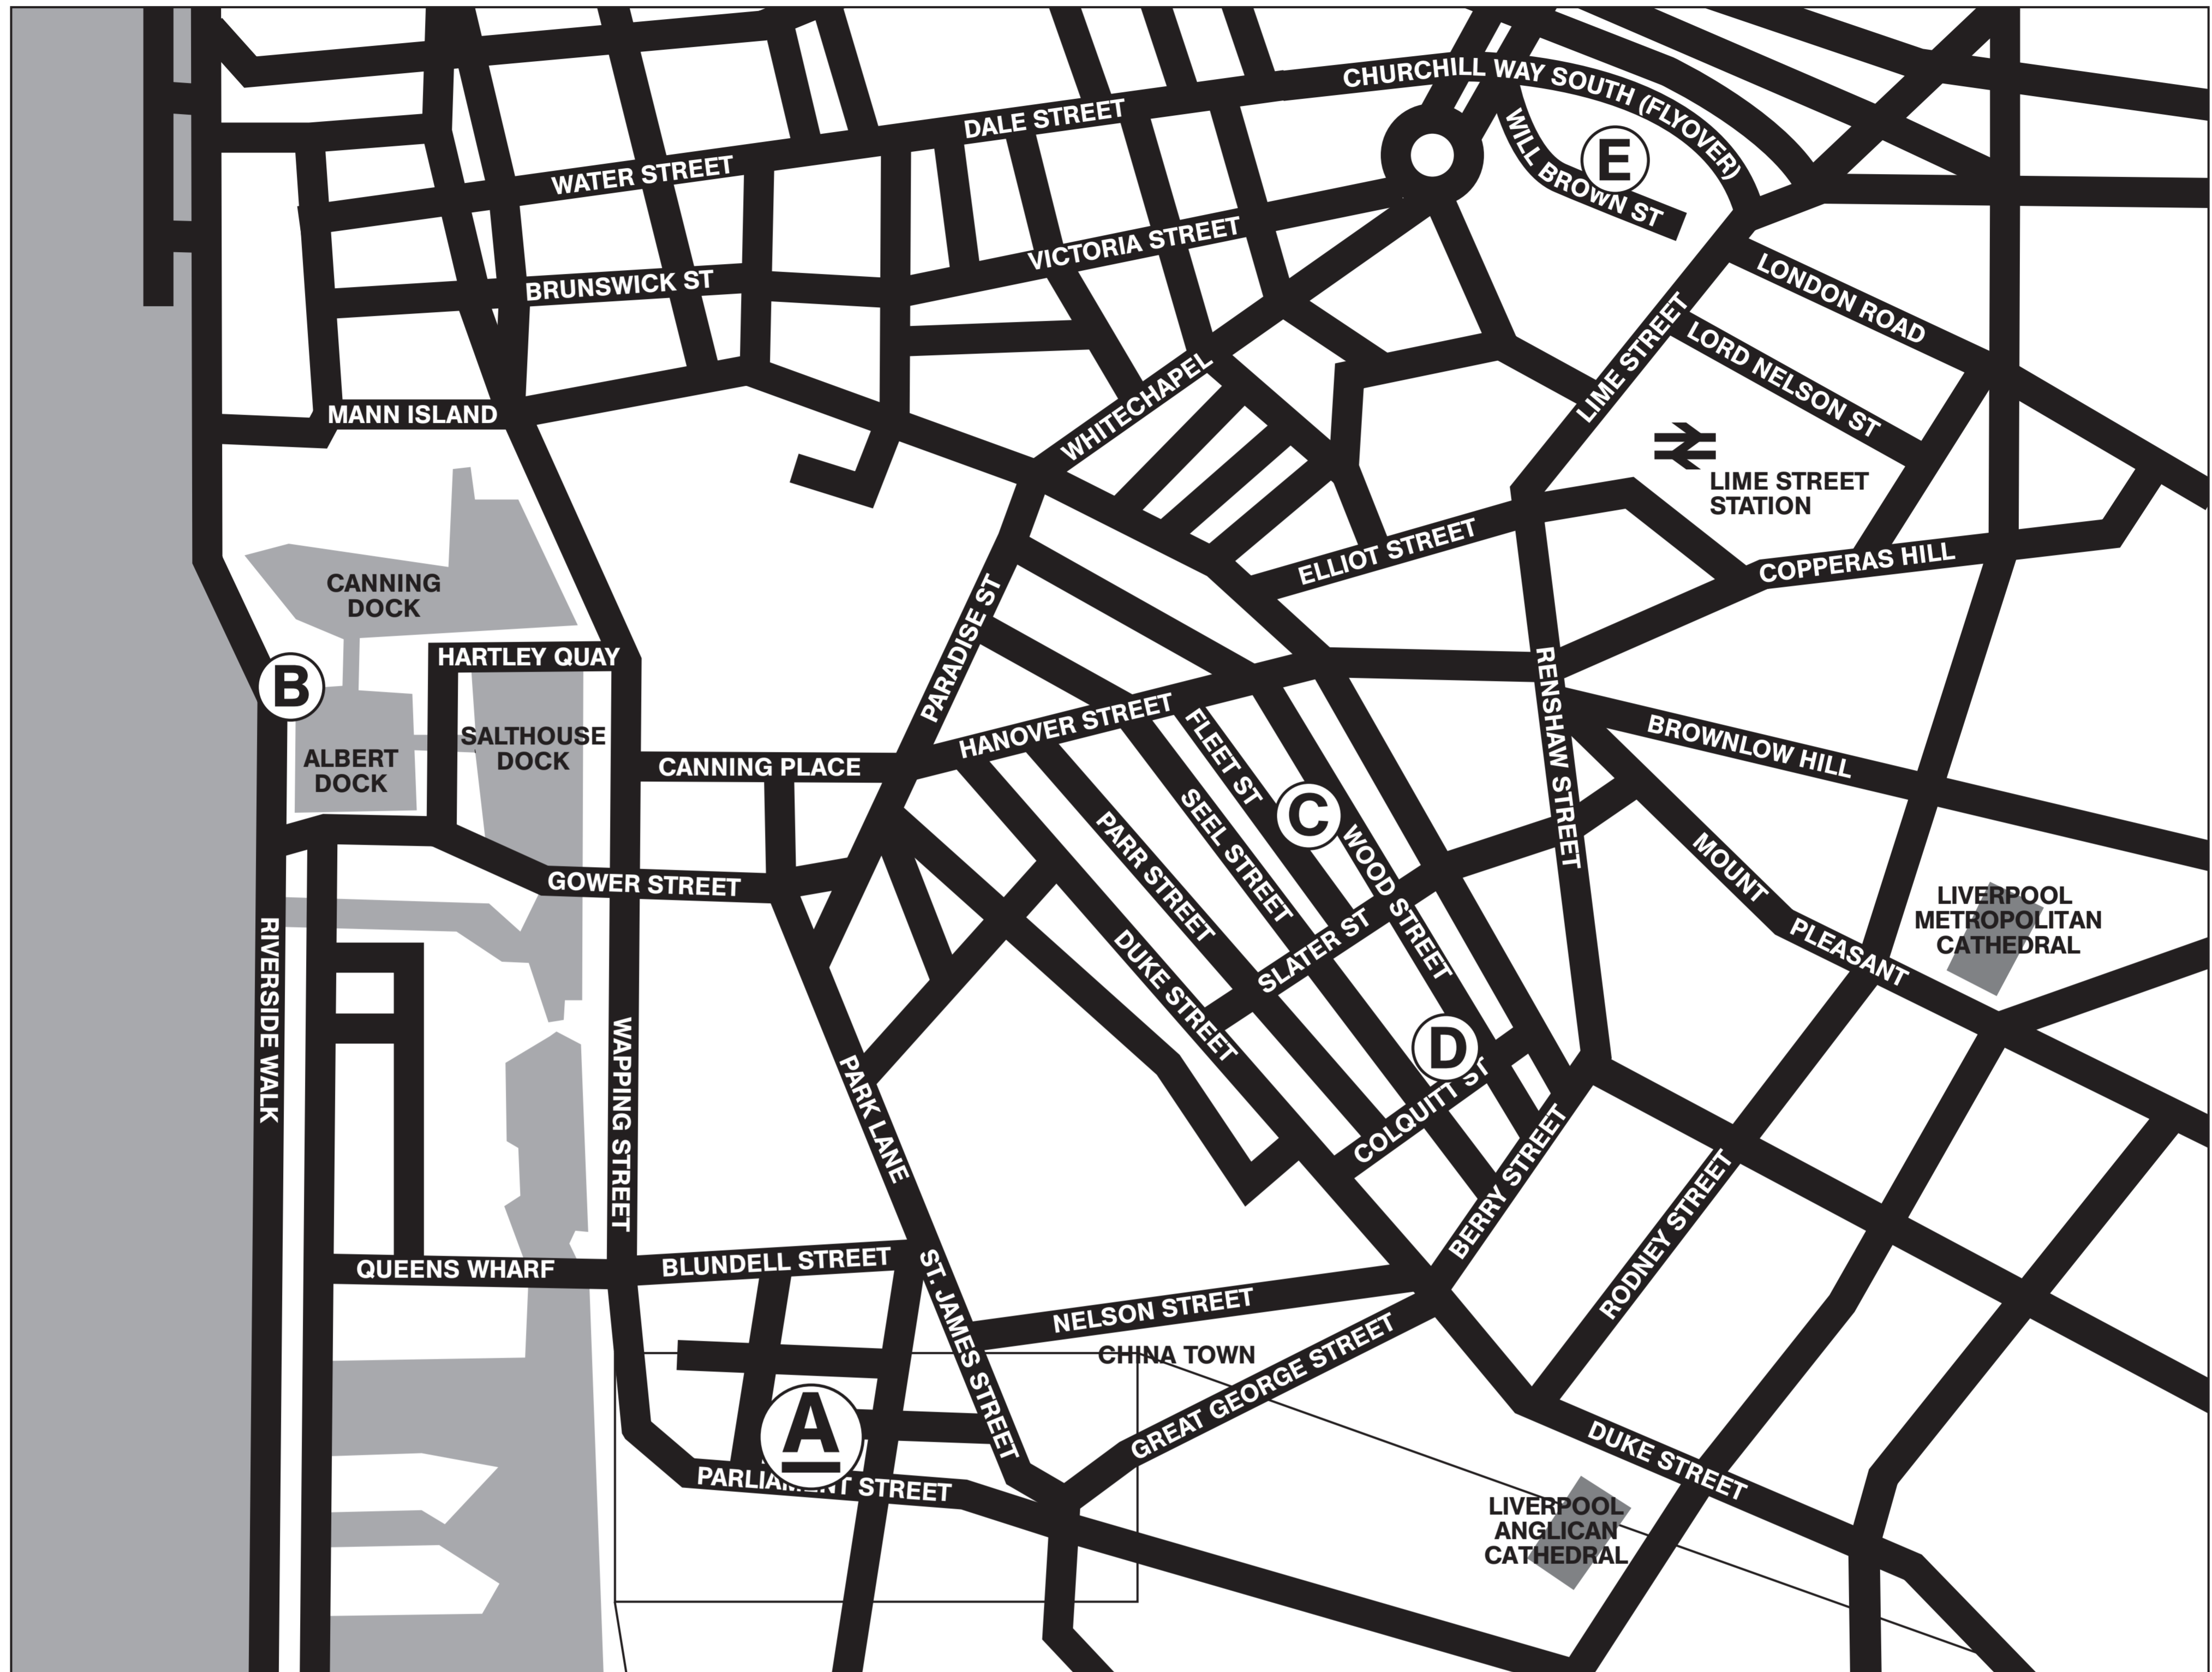 CHURCHILL WAY SOUTH (FLYOVER)
DALE STREET
WILL BROWN ST
E
WATER STREET
VICTORIA STREET
BRUNSWICK ST
LONDON ROAD
LORD NELSON ST
LIME STREET
WHITECHAPEL
MANN ISLAND
LIME STREET
STATION
ELLIOT STREET
COPPERAS HILL
CANNING
DOCK
PARADISE ST
HARTLEY QUAY
B
SALTHOUSE
DOCK
ALBERT
DOCK
CANNING PLACE
HANOVER STREET
FLEET ST
RENSHAW STREET
BROWNLOW HILL
SEEL STREET
C
PARR STREET
WOOD STREET
MOUNT
PLEASANT
GOWER STREET
LIVERPOOL
METROPOLITAN
CATHEDRAL
SLATER ST
DUKE STREET
RIVERSIDE WALK
WAPPING STREET
PARK LANE
D
COLQUITT ST
BERRY STREET
RODNEY STREET
QUEENS WHARF
BLUNDELL STREET
ST. JAMES STREET
NELSON STREET
CHINA TOWN
GREAT GEORGE STREET
A
PARLIAMENT STREET
DUKE STREET
LIVERPOOL
ANGLICAN
CATHEDRAL